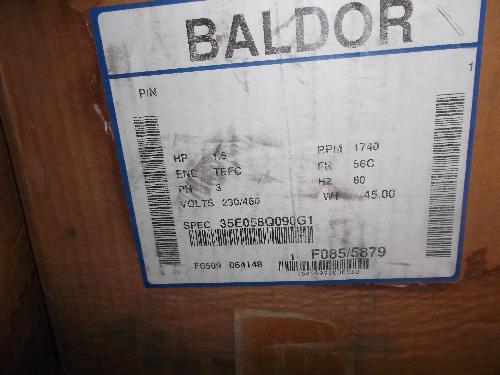 BALDOR
1
P/N
HP 1.5 RPM 1740
ENC TEFC FR 56C
PH 3 HZ 60
VOLTS 230/460 WT 45.00
SPEC 35E058Q090G1
F0509 064148 1 F085/5879